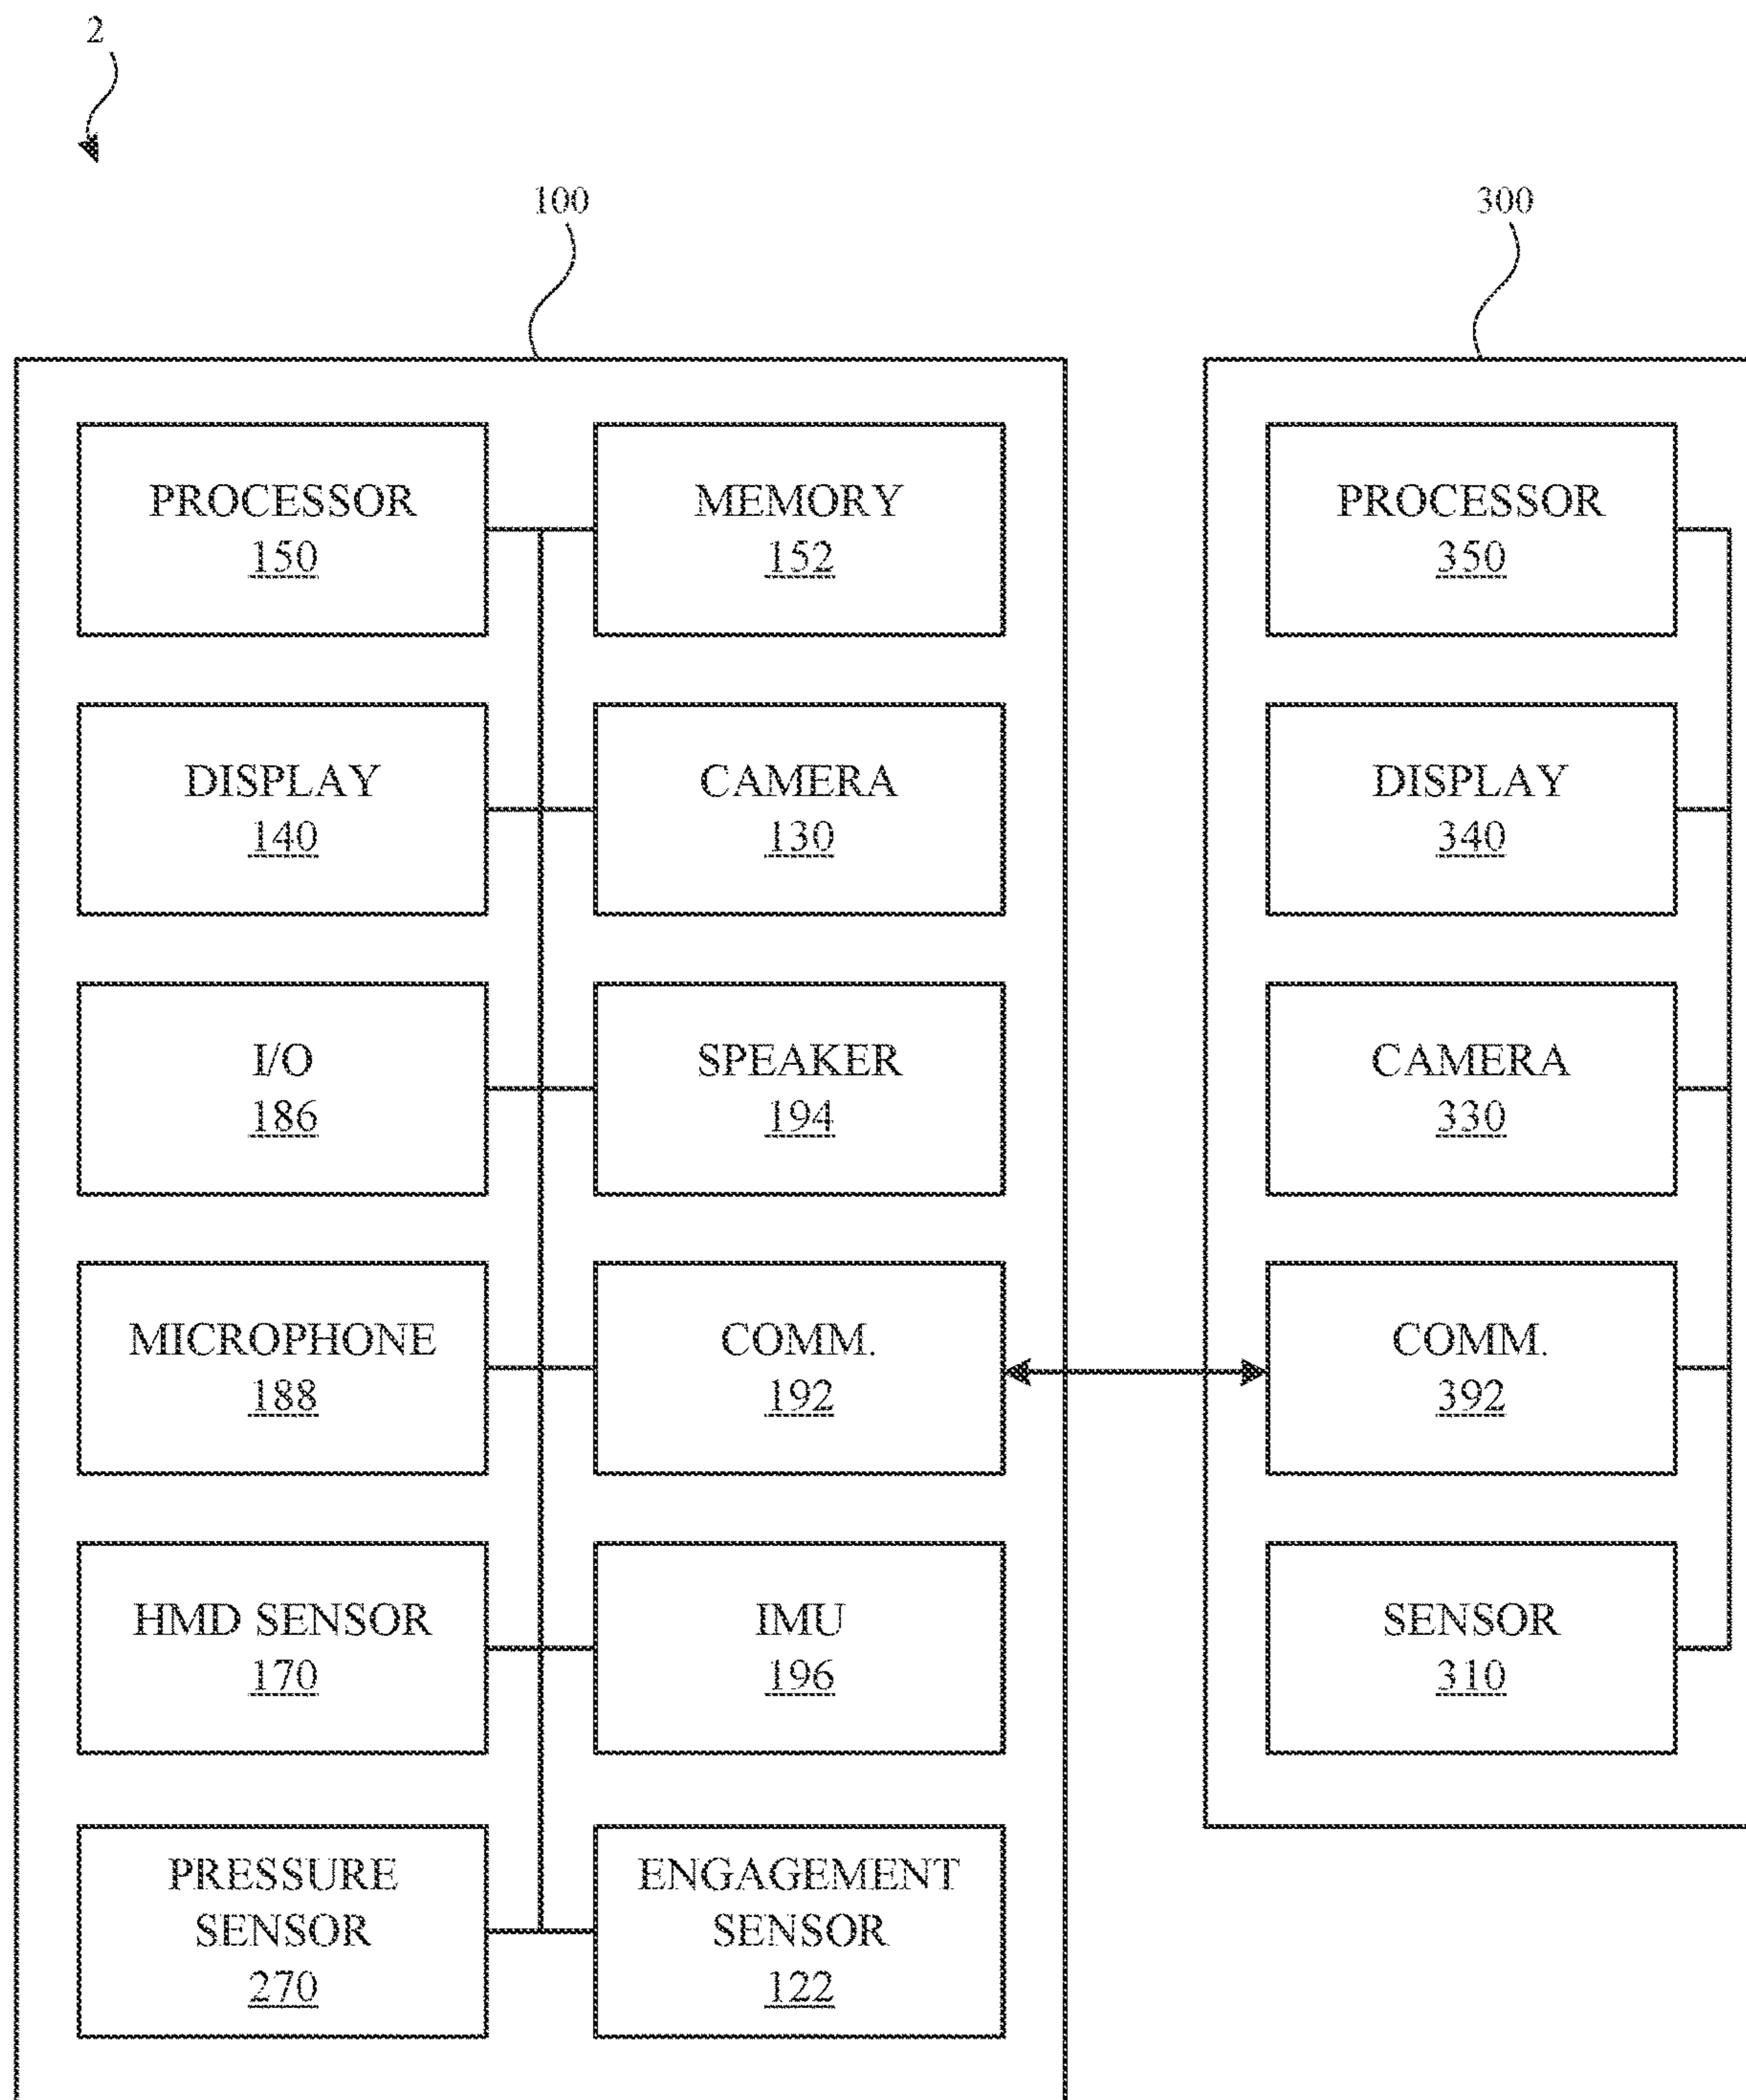 2
100
300
PROCESSOR
150
MEMORY
152
PROCESSOR
350
DISPLAY
140
CAMERA
130
DISPLAY
340
I/O
186
SPEAKER
194
CAMERA
330
MICROPHONE
188
COMM.
192
COMM.
392
HMD SENSOR
170
IMU
196
SENSOR
310
PRESSURE
SENSOR
270
ENGAGEMENT
SENSOR
122